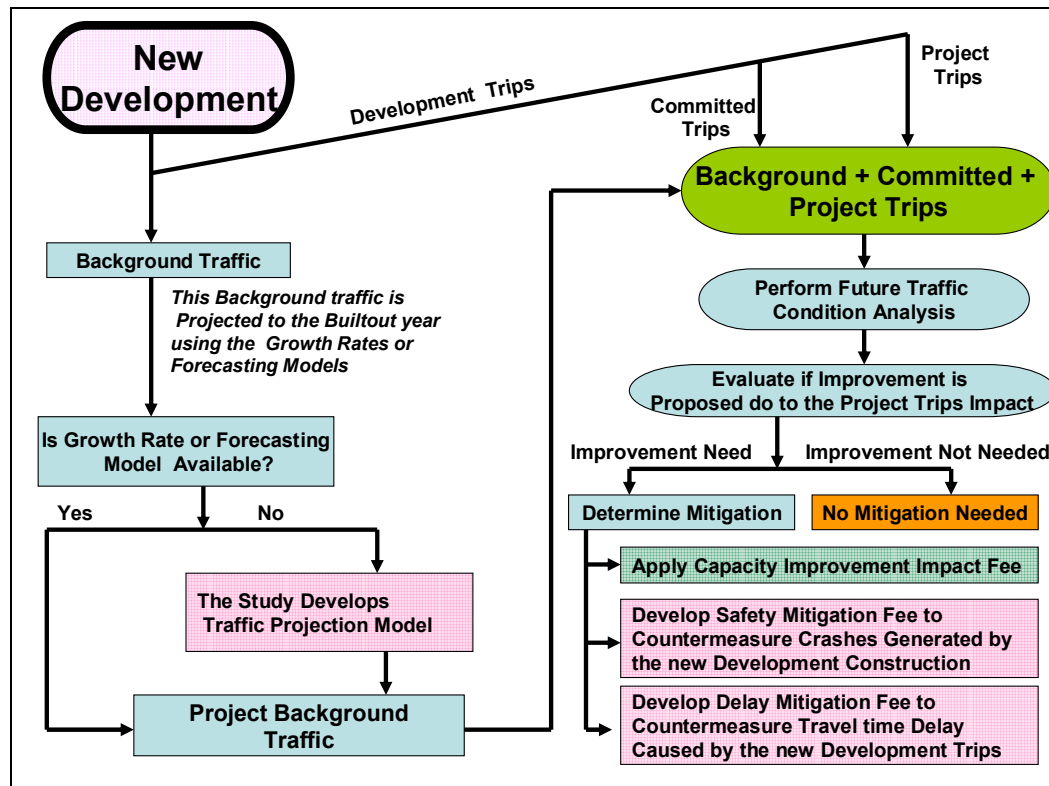 New
Development
Development Trips
Project
Trips
Committed
Trips
Background + Committed +
Project Trips
Background Traffic
This Background traffic is
Projected to the Builtout year
using the Growth Rates or
Forecasting Models
Perform Future Traffic
Condition Analysis
Evaluate if Improvement is
Proposed do to the Project Trips Impact
Is Growth Rate or Forecasting
Model Available?
Improvement Need
Improvement Not Needed
Yes
No
Determine Mitigation
No Mitigation Needed
Apply Capacity Improvement Impact Fee
The Study Develops
Traffic Projection Model
Develop Safety Mitigation Fee to
Countermeasure Crashes Generated by
the new Development Construction
Project Background
Traffic
Develop Delay Mitigation Fee to
Countermeasure Travel time Delay
Caused by the new Development Trips